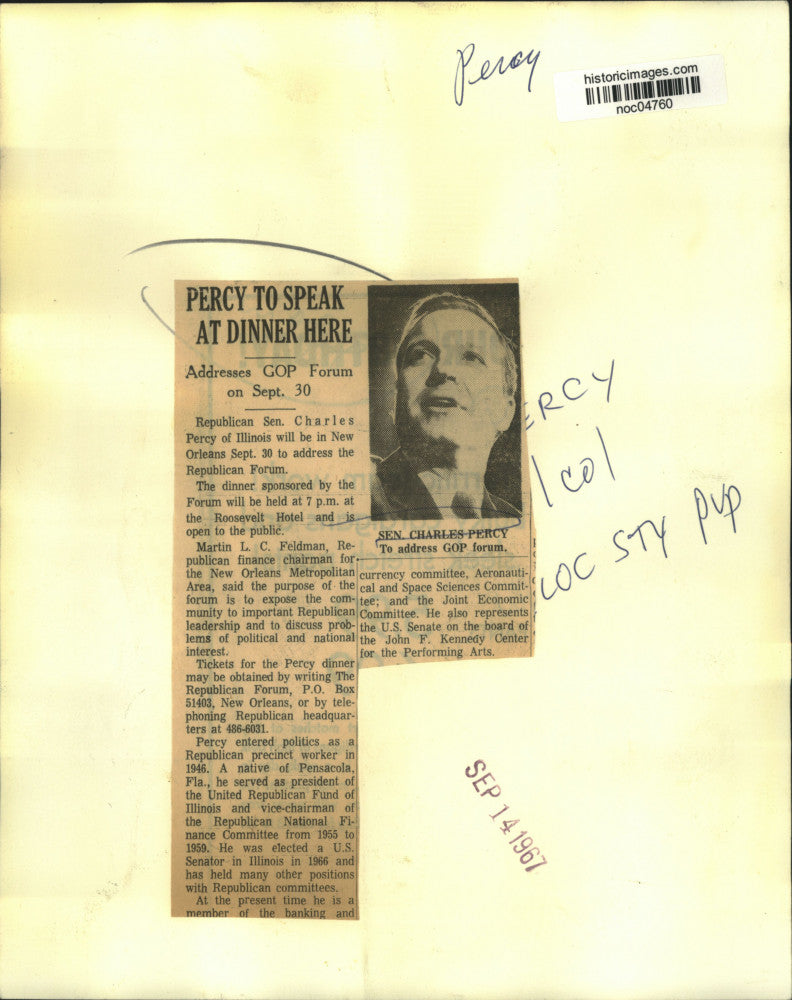 Percy
historicimages.com
noc04760
PERCY TO SPEAK
AT DINNER HERE
Addresses GOP Forum
on Sept. 30
Republican Sen. Charles
Percy of Illinois will be in New
Orleans Sept. 30 to address the
Republican Forum.
The dinner sponsored by the
Forum will be held at 7 p.m. at
the Roosevelt Hotel and is
open to the public.
Martin L. C. Feldman, Re-
publican finance chairman for
the New Orleans Metropolitan
Area, said the purpose of the
forum is to expose the com-
munity to important Republican
leadership and to discuss prob-
lems of political and national
interest.
Tickets for the Percy dinner
may be obtained by writing The
Republican Forum, P.O. Box
51403, New Orleans, or by tele-
phoning Republican headquar-
ters at 486-6031.
Percy entered politics as a
Republican precinct worker in
1946. A native of Pensacola,
Fla., he served as president of
the United Republican Fund of
Illinois and vice-chairman of
the Republican National Fi-
nance Committee from 1955 to
1959. He was elected a U.S.
Senator in Illinois in 1966 and
has held many other positions
with Republican committees.
At the present time he is a
member of the banking and
SEN. CHARLES PERCY
To address GOP forum.
currency committee, Aeronauti-
cal and Space Sciences Commit-
tee; and the Joint Economic
Committee. He also represents
the U.S. Senate on the board of
the John F. Kennedy Center
for the Performing Arts.
ERCY
1 col
LOC STY PVP
SEP 14 1967